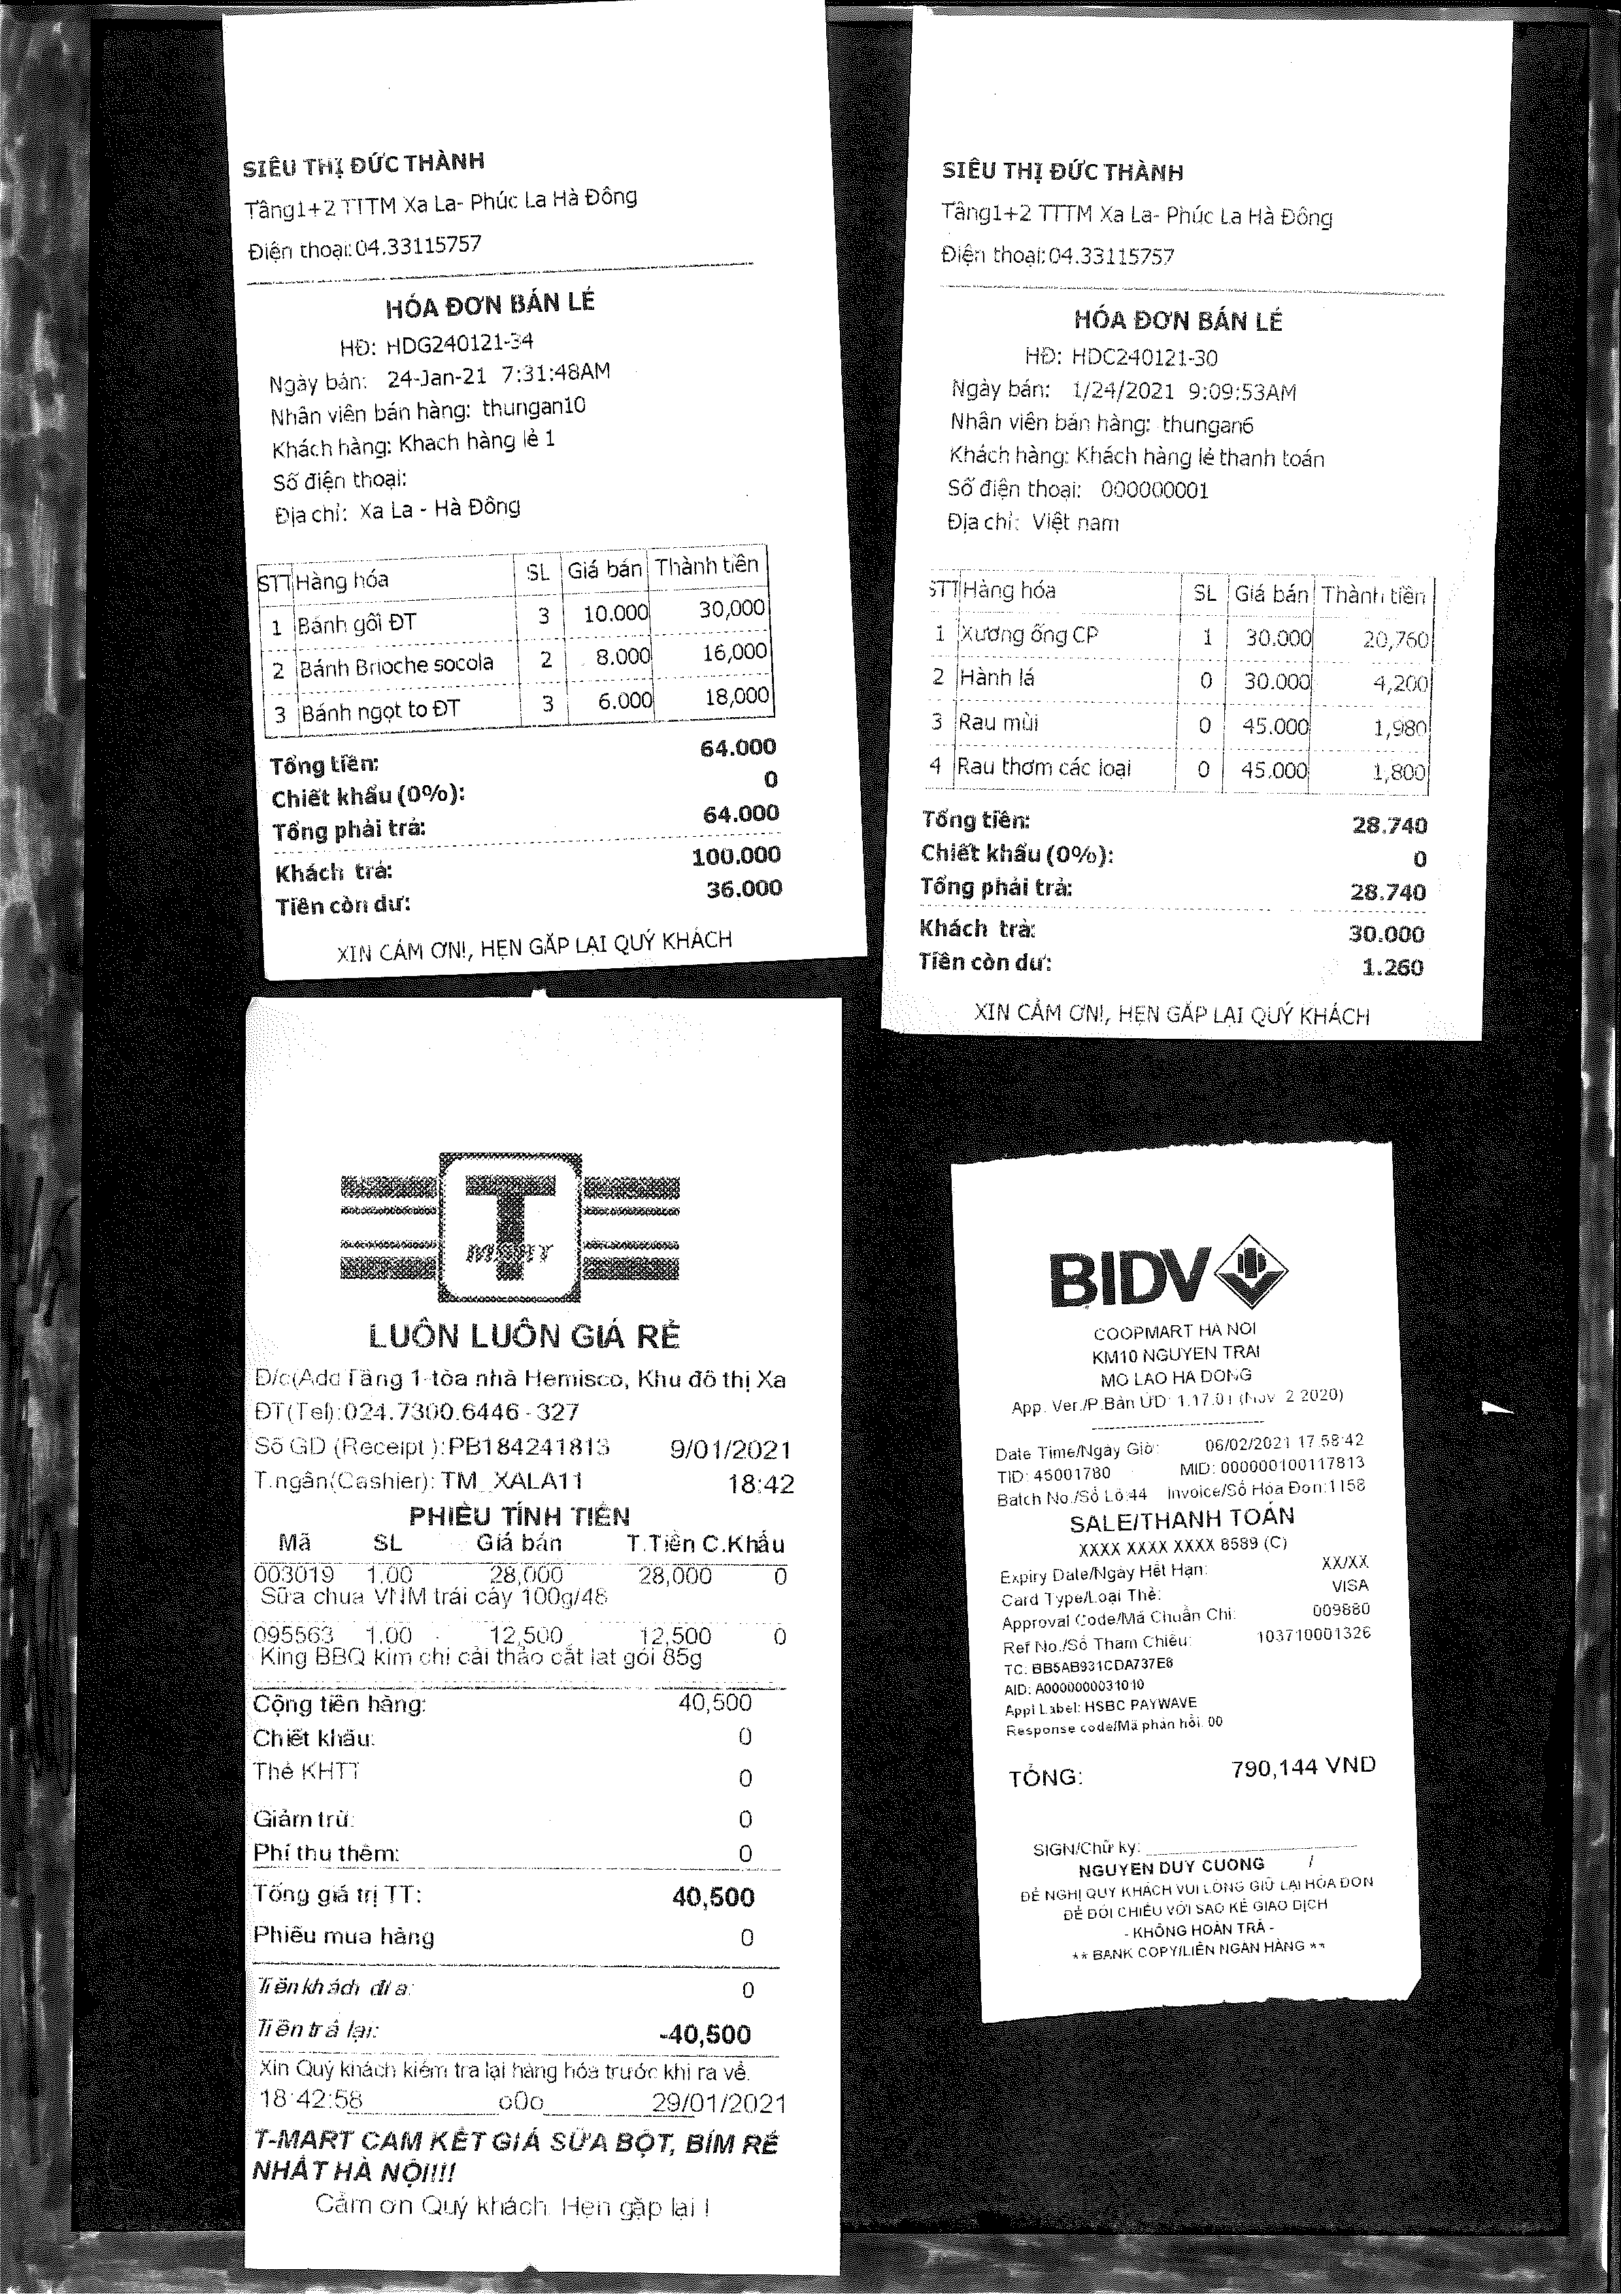 SIÊU THỊ ĐỨC THÀNH
Tầng1+2 TTTM Xa La- Phúc La Hà Đông
Điện thoại:04.33115757
HÓA ĐƠN BÁN LẺ
HĐ: HDG240121-34
Ngày bán: 24-Jan-21 7:31:48AM
Nhân viên bán hàng: thungan10
Khách hàng: Khach hàng lẻ 1
Số điện thoại:
Địa chỉ: Xa La - Hà Đông
STT Hàng hóa SL Giá bán Thành tiền
1 Bánh gối ĐT 3 10.000 30,000
2 Bánh Brioche socola 2 8.000 16,000
3 Bánh ngọt to ĐT 3 6.000 18,000
Tổng tiền: 64.000
Chiết khấu (0%): 0
Tổng phải trả: 64.000
Khách trả: 100.000
Tiền còn dư: 36.000
XIN CẢM ƠN!, HẸN GẶP LẠI QUÝ KHÁCH
SIÊU THỊ ĐỨC THÀNH
Tầng1+2 TTTM Xa La- Phúc La Hà Đông
Điện thoại:04.33115757
HÓA ĐƠN BÁN LẺ
HĐ: HDC240121-30
Ngày bán: 1/24/2021 9:09:53AM
Nhân viên bán hàng: thungan6
Khách hàng: Khách hàng lẻ thanh toán
Số điện thoại: 000000001
Địa chỉ: Việt nam
STT Hàng hóa SL Giá bán Thành tiền
1 Xương ống CP 1 30.000 20,760
2 Hành lá 0 30.000 4,200
3 Rau mùi 0 45.000 1,980
4 Rau thơm các loại 0 45.000 1,800
Tổng tiền: 28.740
Chiết khấu (0%): 0
Tổng phải trả: 28.740
Khách trả: 30.000
Tiền còn dư: 1.260
XIN CẢM ƠN!, HẸN GẶP LẠI QUÝ KHÁCH
T
MART
LUÔN LUÔN GIÁ RẺ
Đ/c(Add Tầng 1-tòa nhà Hemisco, Khu đô thị Xa
ĐT(Tel):024.7300.6446 - 327
Số GD (Receipt ):PB184241813 9/01/2021
T.ngân(Cashier): TM_XALA11 18:42
PHIẾU TÍNH TIỀN
Mã SL Giá bán T.Tiền C.Khấu
003019 1.00 28,000 28,000 0
Sữa chua VNM trái cây 100g/48
095563 1.00 12,500 12,500 0
King BBQ kim chi cải thảo cắt lat gói 85g
Cộng tiền hàng: 40,500
Chiết khấu: 0
Thẻ KHTT 0
Giảm trừ: 0
Phí thu thêm: 0
Tổng giá trị TT: 40,500
Phiếu mua hàng 0
Tiền khách đưa: 0
Tiền trả lại: -40,500
Xin Quý khách kiểm tra lại hàng hóa trước khi ra về.
18:42:58 o0o 29/01/2021
T-MART CAM KẾT GIÁ SỮA BỘT, BỈM RẺ
NHẤT HÀ NỘI!!!!
Cảm ơn Quý khách. Hẹn gặp lại !
BIDV
COOPMART HA NOI
KM10 NGUYEN TRAI
MO LAO HA DONG
App. Ver./P.Bản ƯD: 1.17.01 (Nov 2 2020)
Date Time/Ngày Giờ: 06/02/2021 17:58:42
TID: 45001780 MID: 000000100117813
Batch No./Số Lô:44 Invoice/Số Hóa Đơn:1158
SALE/THANH TOÁN
XXXX XXXX XXXX 8589 (C)
Expiry Date/Ngày Hết Hạn: XX/XX
Card Type/Loại Thẻ: VISA
Approval Code/Mã Chuẩn Chi: 009880
Ref No./Số Tham Chiếu: 103710001326
TC: BB5AB931CDA737E8
AID: A0000000031010
Appl Label: HSBC PAYWAVE
Response code/Mã phản hồi: 00
TỔNG: 790,144 VND
SIGN/Chữ ký:
NGUYEN DUY CUONG /
ĐỀ NGHỊ QUÝ KHÁCH VUI LÒNG GIỮ LẠI HÓA ĐƠN
ĐỂ ĐỐI CHIẾU VỚI SAO KÊ GIAO DỊCH
- KHÔNG HOÀN TRẢ -
** BANK COPY/LIÊN NGÂN HÀNG **